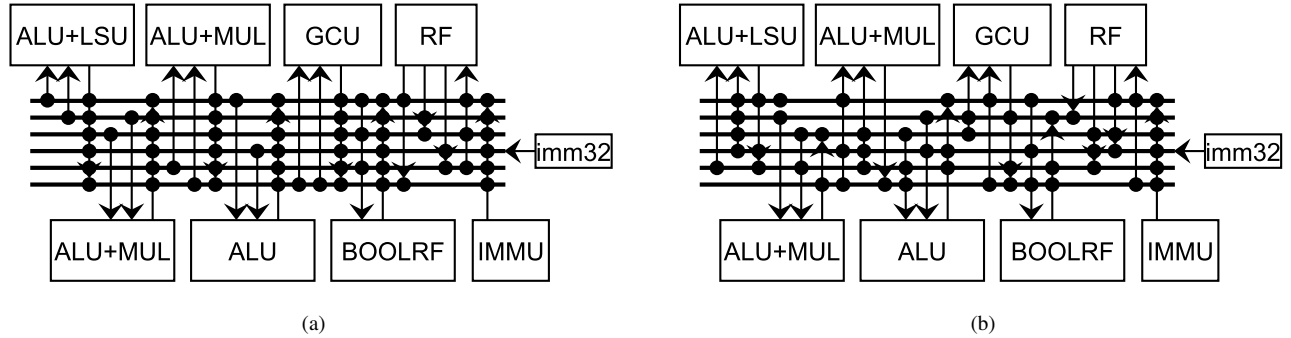 ALU+LSU ALU+MUL GCU RF ALU+LSU ALU+MUL GCU RF
imm32 imm32
ALU+MUL ALU BOOLRF IMMU ALU+MUL ALU BOOLRF IMMU
(a) (b)